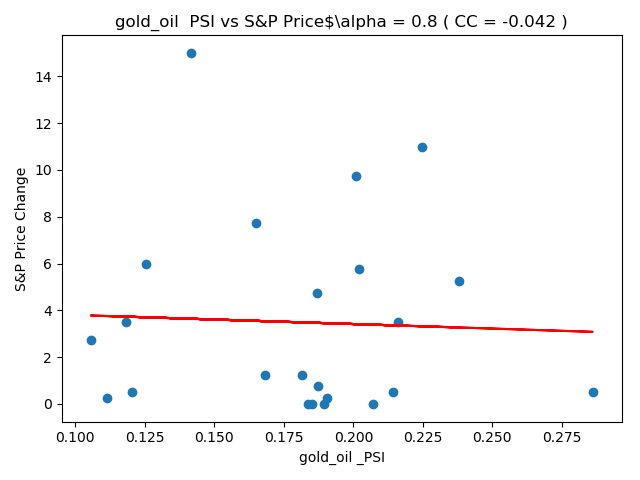 gold_oil  PSI vs S&P Price$\alpha = 0.8 ( CC = -0.042 )
S&P Price Change
14
12
10
8
6
4
2
0
0.100 0.125 0.150 0.175 0.200 0.225 0.250 0.275
gold_oil _PSI